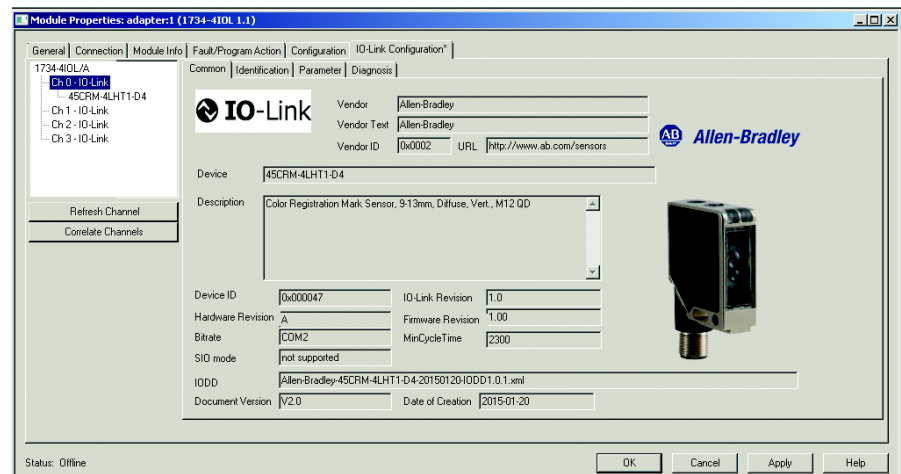 Module Properties: adapter:1 (1734-4IOL 1.1)
General Connection Module Info Fault/Program Action Configuration IO-Link Configuration*
1734-4IOL/A
Ch 0 - IO-Link
45CRM-4LHT1-D4
Ch 1 - IO-Link
Ch 2 - IO-Link
Ch 3 - IO-Link
Refresh Channel
Correlate Channels
Common Identification Parameter Diagnosis
IO-Link
Vendor Allen-Bradley
Vendor Text Allen-Bradley
Vendor ID 0x0002 URL http://www.ab.com/sensors
AB Allen-Bradley
Device 45CRM-4LHT1-D4
Description Color Registration Mark Sensor, 9-13mm, Diffuse, Vert., M12 QD
Device ID 0x000047 IO-Link Revision 1.0
Hardware Revision A Firmware Revision 1.00
Bitrate COM2 MinCycleTime 2300
SIO mode not supported
IODD Allen-Bradley-45CRM-4LHT1-D4-20150120-IODD1.0.1.xml
Document Version V2.0 Date of Creation 2015-01-20
Status: Offline
OK Cancel Apply Help